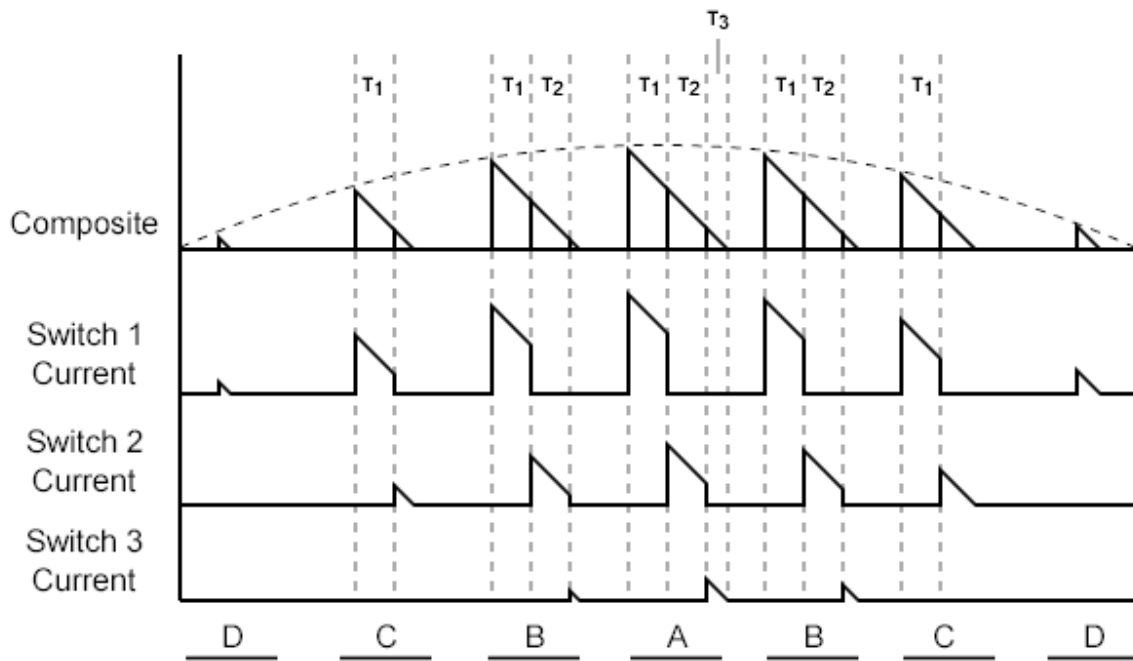 T3
T1 T1 T2 T1 T2 T1 T2 T1
Composite
Switch 1
Current
Switch 2
Current
Switch 3
Current
D C B A B C D